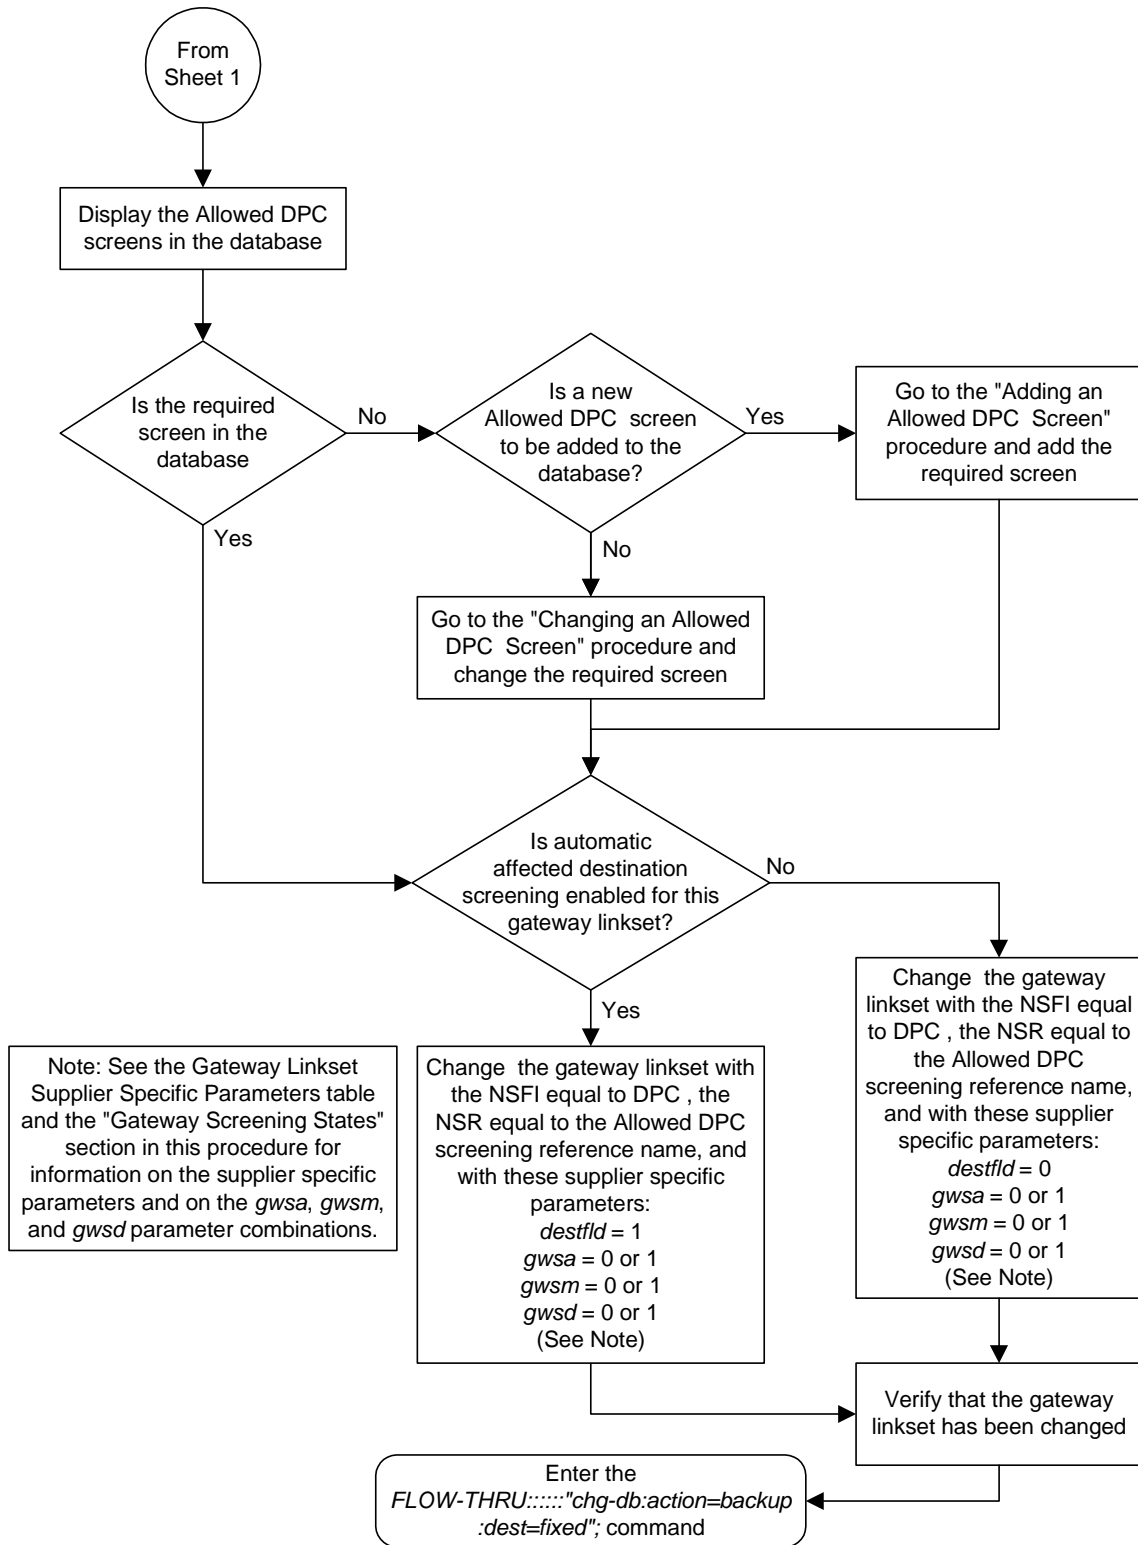 From
Sheet 1
Display the Allowed DPC
screens in the database
Is the required
screen in the
database
No
Is a new
Allowed DPC screen
to be added to the
database?
Yes
Go to the "Adding an
Allowed DPC Screen"
procedure and add the
required screen
Yes
No
Go to the "Changing an Allowed
DPC Screen" procedure and
change the required screen
Is automatic
affected destination
screening enabled for this
gateway linkset?
No
Yes
Change the gateway
linkset with the NSFI equal
to DPC , the NSR equal to
the Allowed DPC
screening reference name,
and with these supplier
specific parameters:
destfld = 0
gwsa = 0 or 1
gwsm = 0 or 1
gwsd = 0 or 1
(See Note)
Note: See the Gateway Linkset
Supplier Specific Parameters table
and the "Gateway Screening States"
section in this procedure for
information on the supplier specific
parameters and on the gwsa, gwsm,
and gwsd parameter combinations.
Change the gateway linkset with
the NSFI equal to DPC , the
NSR equal to the Allowed DPC
screening reference name, and
with these supplier specific
parameters:
destfld = 1
gwsa = 0 or 1
gwsm = 0 or 1
gwsd = 0 or 1
(See Note)
Verify that the gateway
linkset has been changed
Enter the
FLOW-THRU::::::"chg-db:action=backup
:dest=fixed"; command